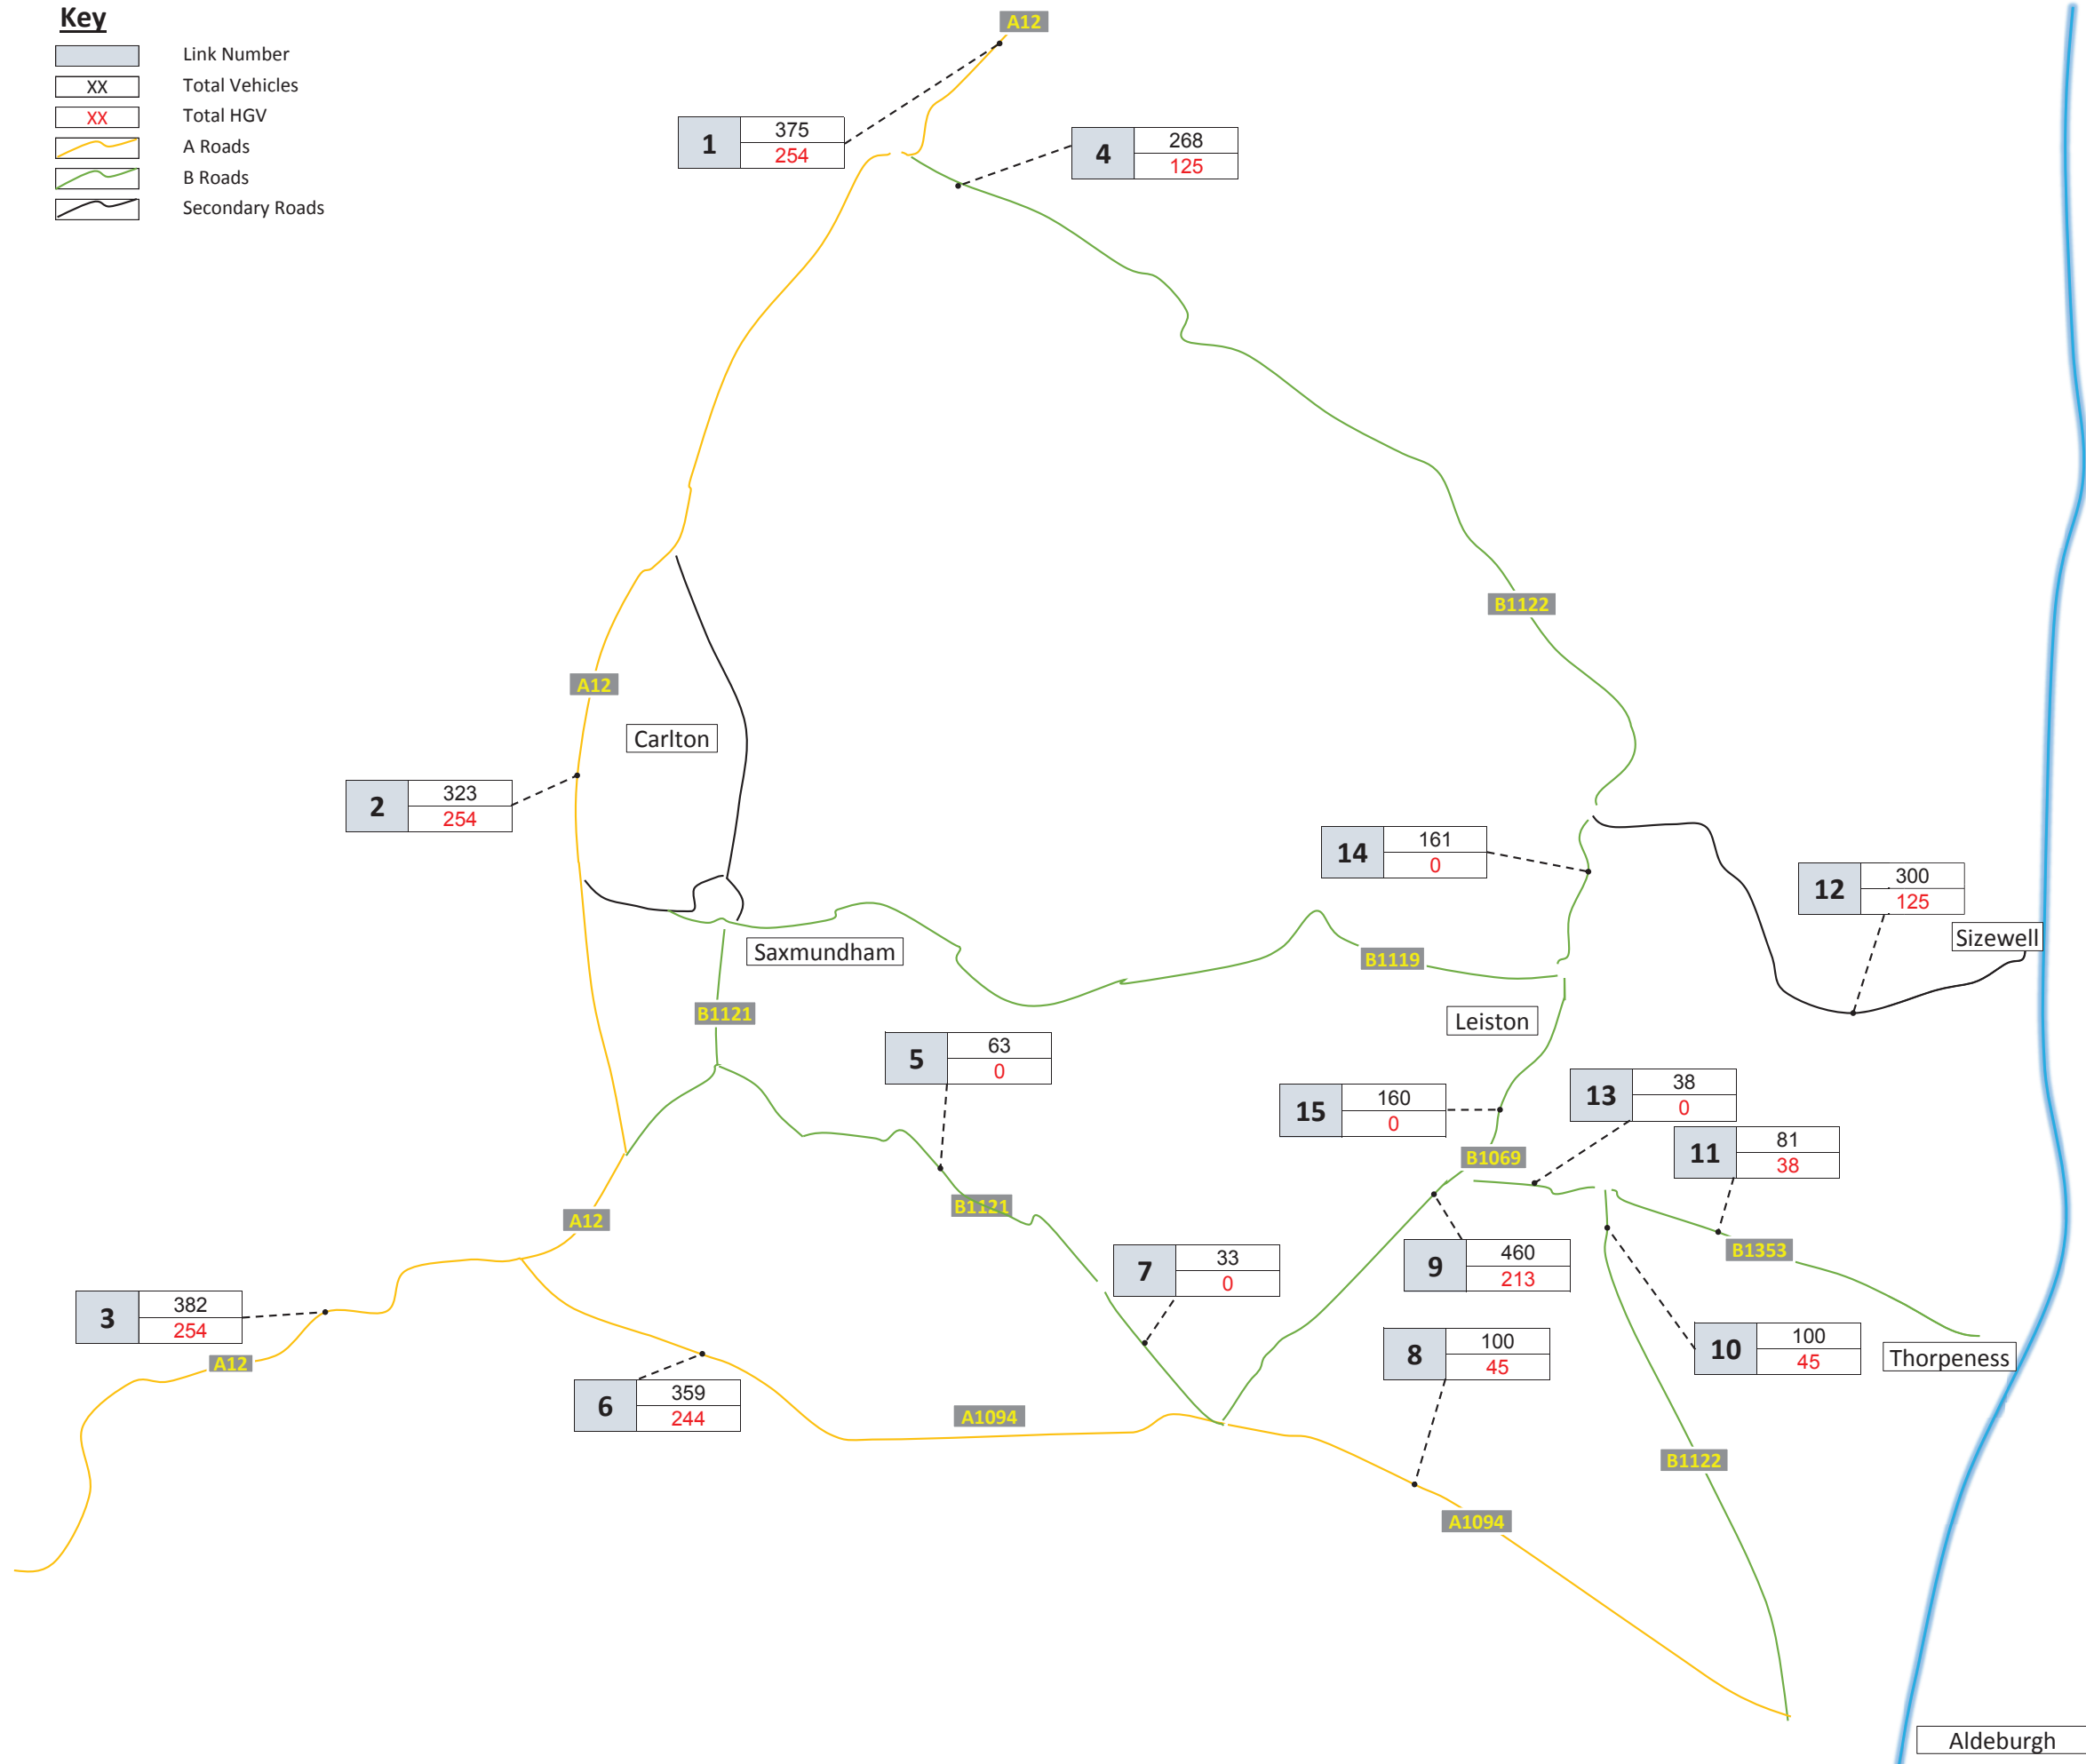 Key
Link Number
XX Total Vehicles
XX Total HGV
A Roads
B Roads
Secondary Roads
A12
1 375 254
4 268 125
B1122
A12
Carlton
2 323 254
14 161 0
12 300 125
Sizewell
Saxmundham
B1119
B1121
Leiston
5 63 0
15 160 0
13 38 0
11 81 38
B1069
B1121
A12
B1353
7 33 0
9 460 213
3 382 254
A12
8 100 45
10 100 45
Thorpeness
6 359 244
A1094
B1122
A1094
Aldeburgh